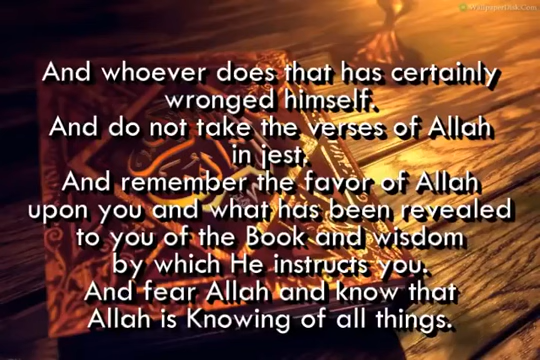 WallpaperDisk.Com
And whoever does that has certainly
wronged himself.
And do not take the verses of Allah
in jest.
And remember the favor of Allah
upon you and what has been revealed
to you of the Book and wisdom
by which He instructs you.
And fear Allah and know that
Allah is Knowing of all things.